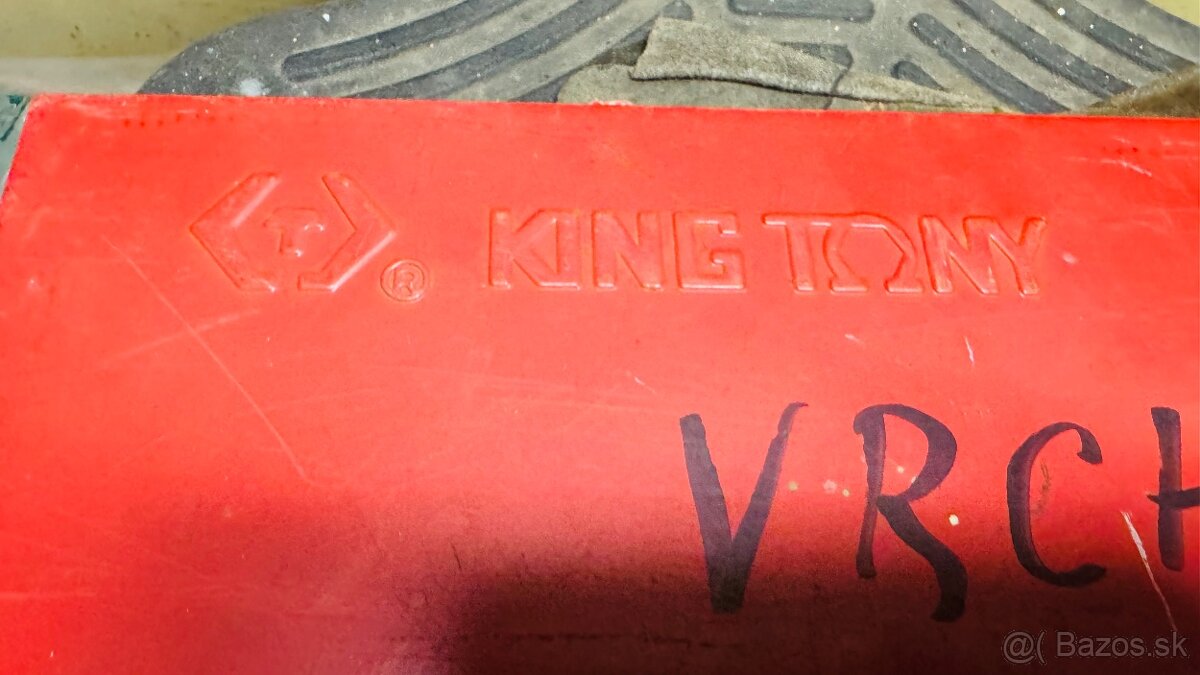 ® KING TONY
VRCH
@( Bazos.sk